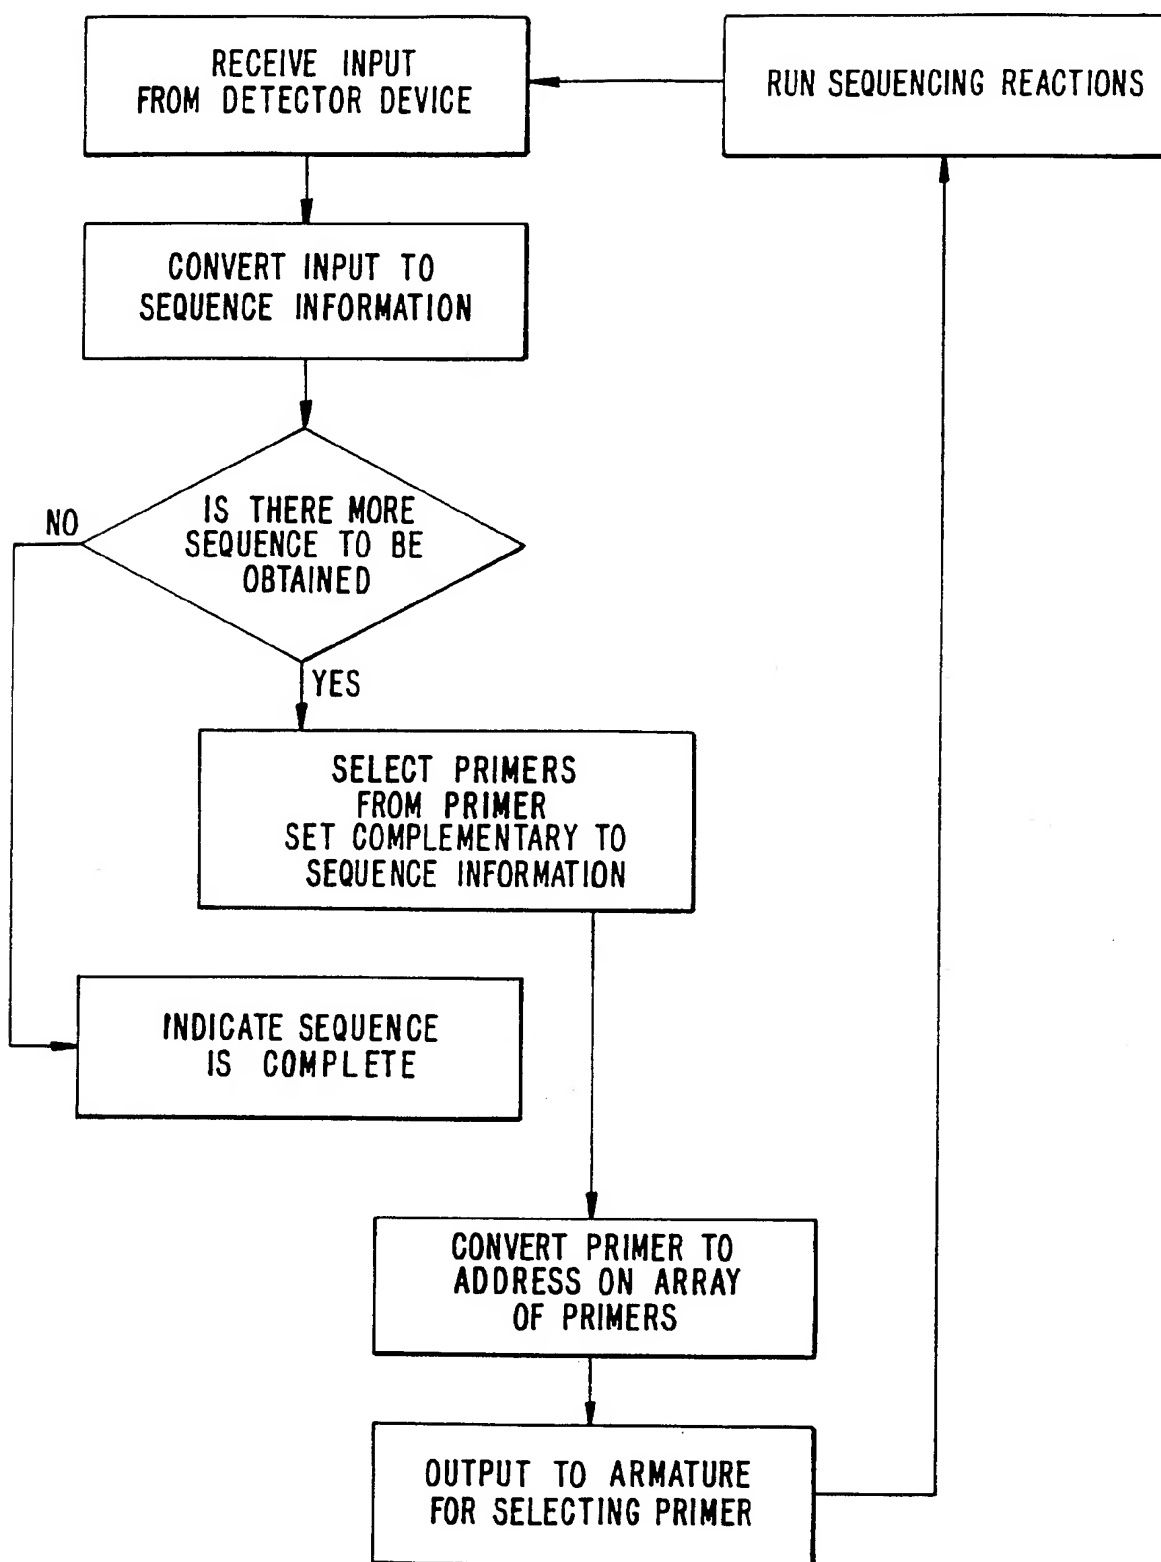 RECEIVE INPUT
FROM DETECTOR DEVICE
RUN SEQUENCING REACTIONS
CONVERT INPUT TO
SEQUENCE INFORMATION
IS THERE MORE
SEQUENCE TO BE
OBTAINED
NO
YES
SELECT PRIMERS
FROM PRIMER
SET COMPLEMENTARY TO
SEQUENCE INFORMATION
INDICATE SEQUENCE
IS COMPLETE
CONVERT PRIMER TO
ADDRESS ON ARRAY
OF PRIMERS
OUTPUT TO ARMATURE
FOR SELECTING PRIMER